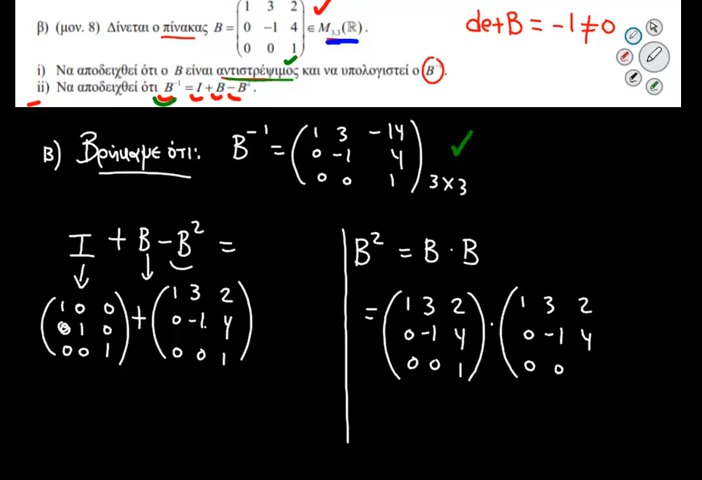 β) (μον. 8) Δίνεται ο πίνακας B = ( 1 3 2 / 0 −1 4 / 0 0 1 ) ∈ M₃,₃(ℝ).
det B = −1 ≠ 0
i) Να αποδειχθεί ότι ο B είναι αντιστρέψιμος και να υπολογιστεί ο B⁻¹.
ii) Να αποδειχθεί ότι B⁻¹ = I + B − B².
β) Βρήκαμε ότι: B⁻¹ = ( 1 3 −14 / 0 −1 4 / 0 0 1 ) 3×3
I + B − B² =
( 1 0 0 / 0 1 0 / 0 0 1 ) + ( 1 3 2 / 0 −1 4 / 0 0 1 )
B² = B · B
= ( 1 3 2 / 0 −1 4 / 0 0 1 ) · ( 1 3 2 / 0 −1 4 / 0 0